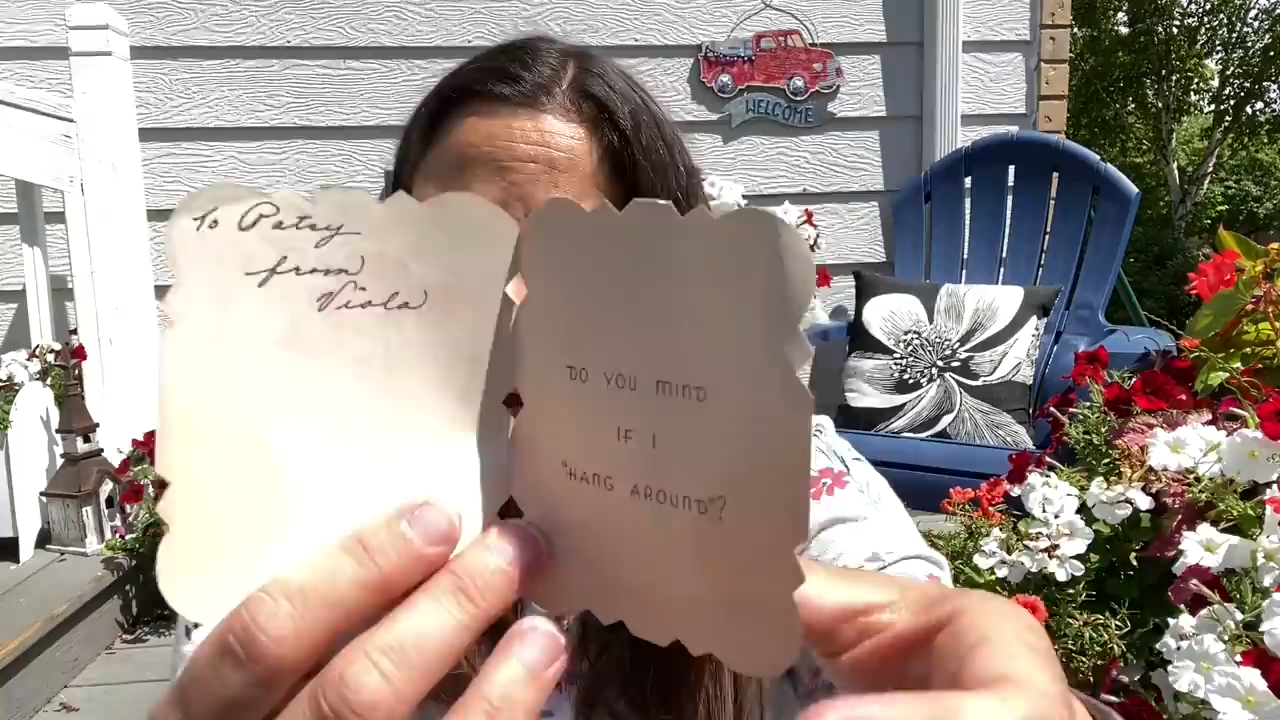 WELCOME
To Patsy
from
Viola
DO YOU MIND
IF I
"HANG AROUND"?